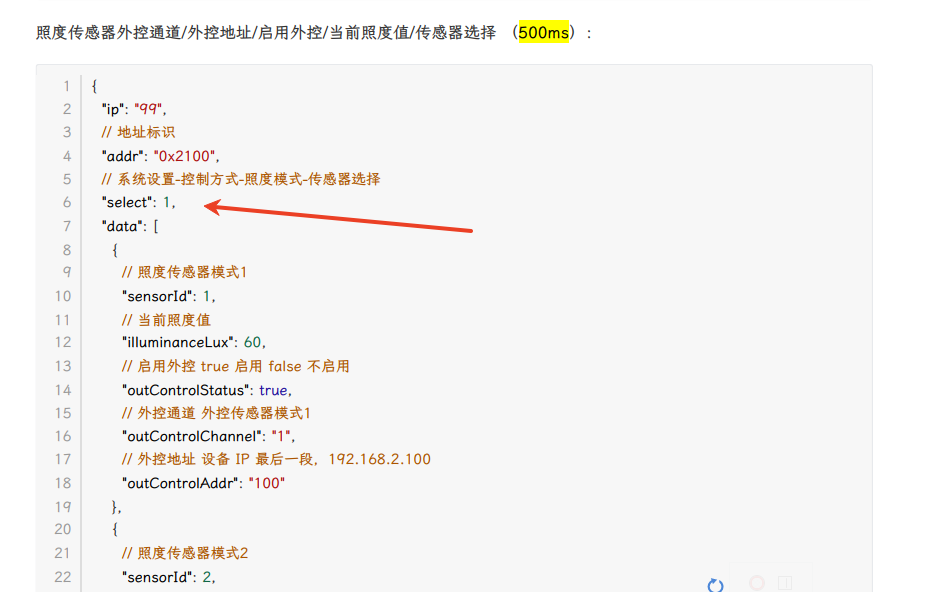 照度传感器外控通道/外控地址/启用外控/当前照度值/传感器选择 （500ms）:
1 {
2 "ip": "99",
3 // 地址标识
4 "addr": "0x2100",
5 // 系统设置-控制方式-照度模式-传感器选择
6 "select": 1,
7 "data": [
8 {
9 // 照度传感器模式1
10 "sensorId": 1,
11 // 当前照度值
12 "illuminanceLux": 60,
13 // 启用外控 true 启用 false 不启用
14 "outControlStatus": true,
15 // 外控通道 外控传感器模式1
16 "outControlChannel": "1",
17 // 外控地址 设备 IP 最后一段，192.168.2.100
18 "outControlAddr": "100"
19 },
20 {
21 // 照度传感器模式2
22 "sensorId": 2,